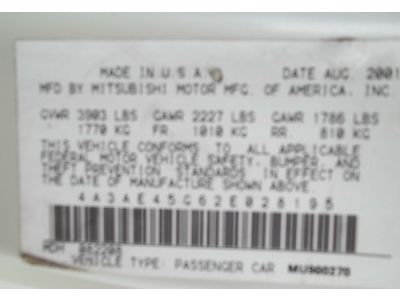 MADE IN U S A DATE AUG. 2001
MFD BY MITSUBISHI MOTOR MFG. OF AMERICA, INC.
GVWR 3903 LBS GAWR 2227 LBS GAWR 1786 LBS
1770 KG FR. 1010 KG RR. 810 KG
THIS VEHICLE CONFORMS TO ALL APPLICABLE
FEDERAL MOTOR VEHICLE SAFETY, BUMPER, AND
THEFT PREVENTION STANDARDS IN EFFECT ON
THE DATE OF MANUFACTURE SHOWN ABOVE.
4A3AE45G62E028195
MDH 082208
VEHICLE TYPE: PASSENGER CAR MU900270